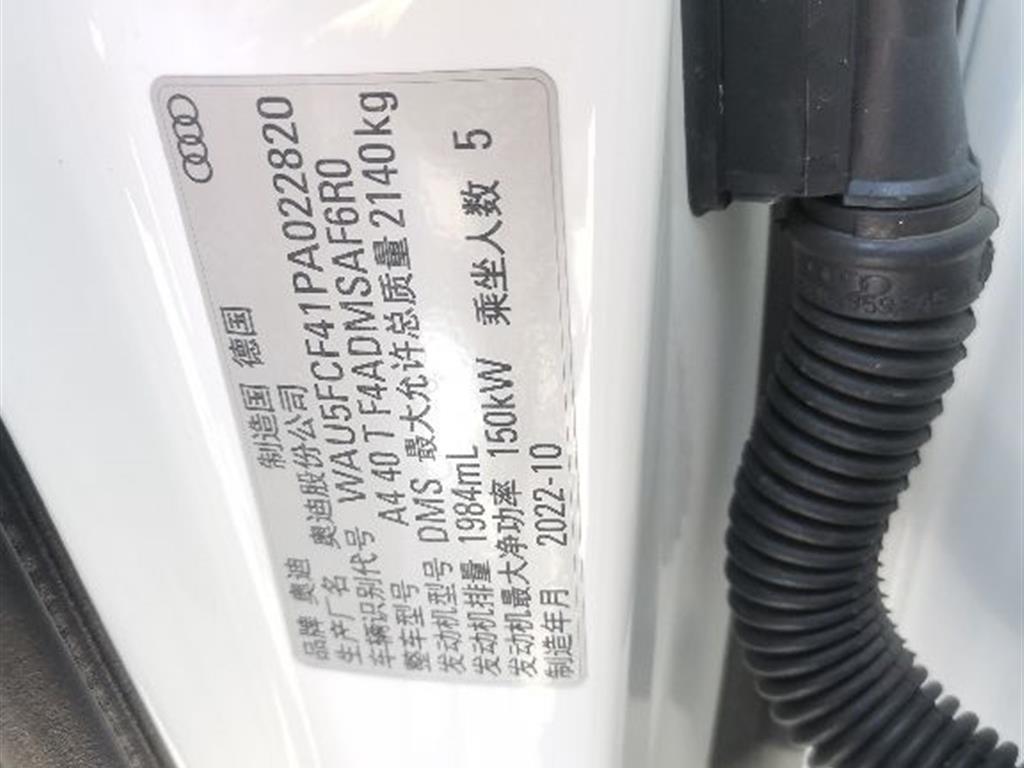 品牌 奥迪 制造国 德国
生产厂名 奥迪股份公司
车辆识别代号 WAU5FCF41PA022820
整车型号 A4 40 T F4ADMSAF6R0
发动机型号 DMS 最大允许总质量 2140kg
发动机排量 1984mL
发动机最大净功率 150kW 乘坐人数 5
制造年月 2022-10